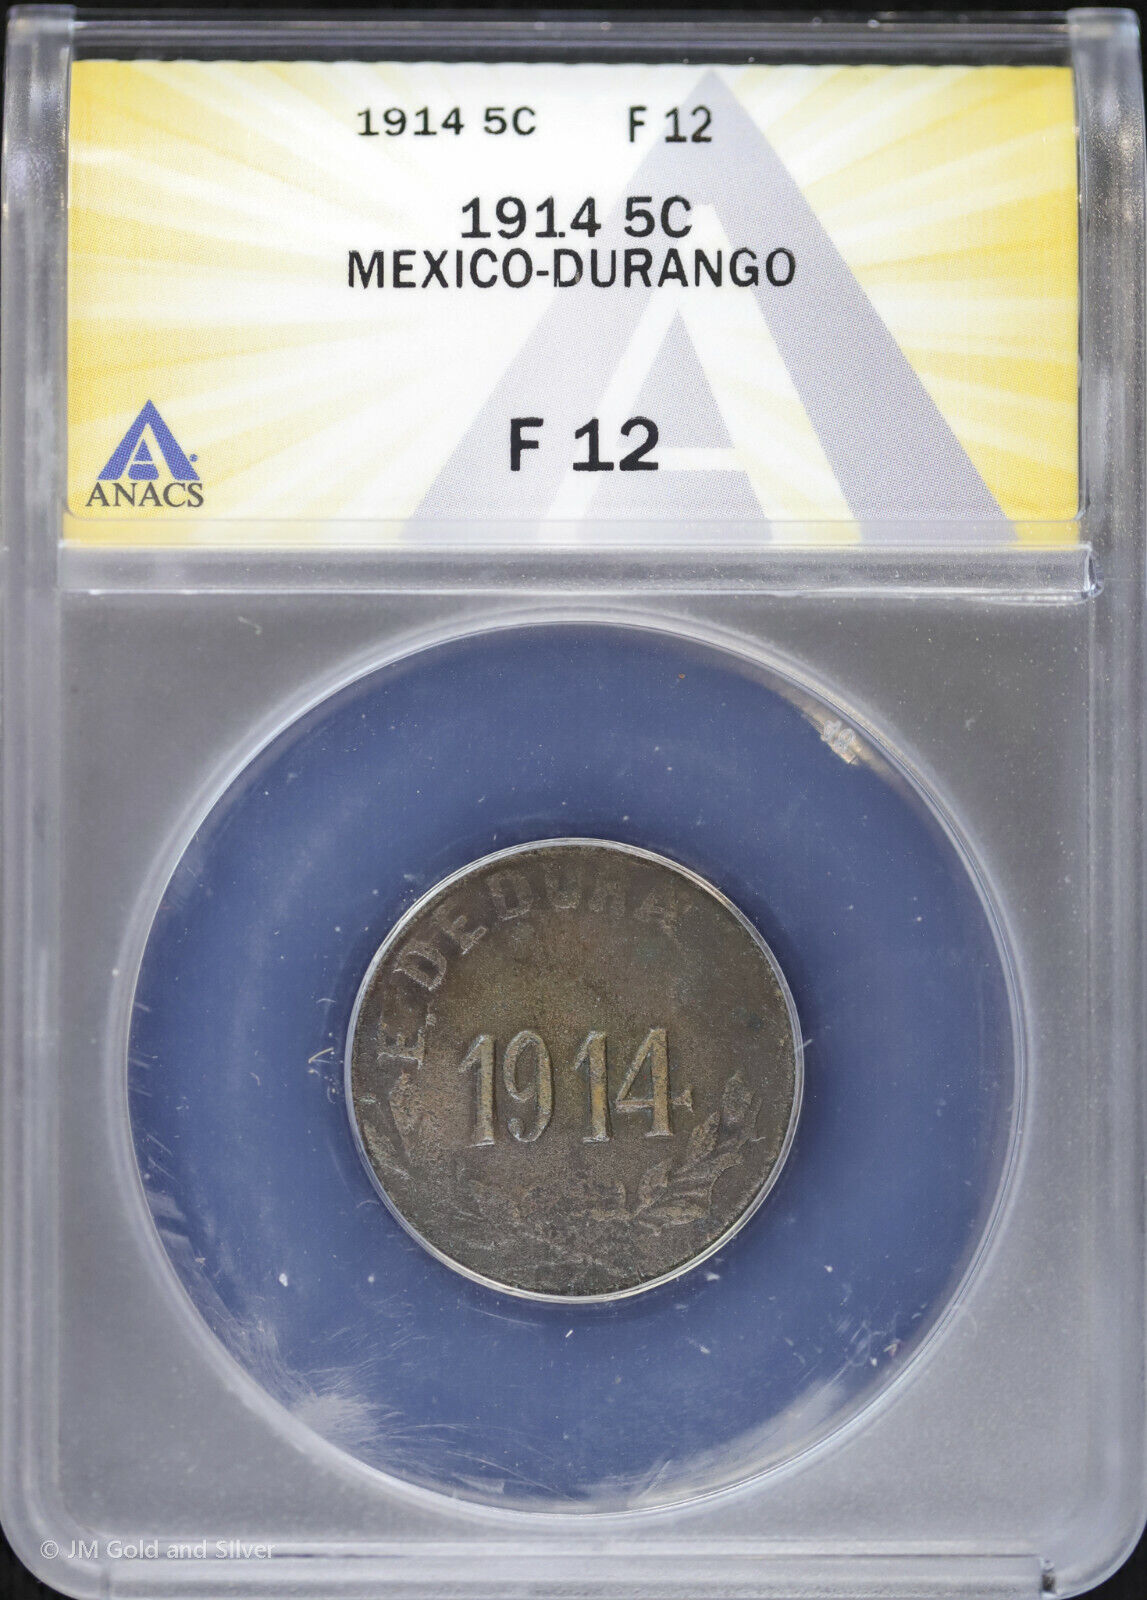 1914 5C F 12
1914 5C
MEXICO-DURANGO
F 12
ANACS
E. DE DURA
1914
© JM Gold and Silver